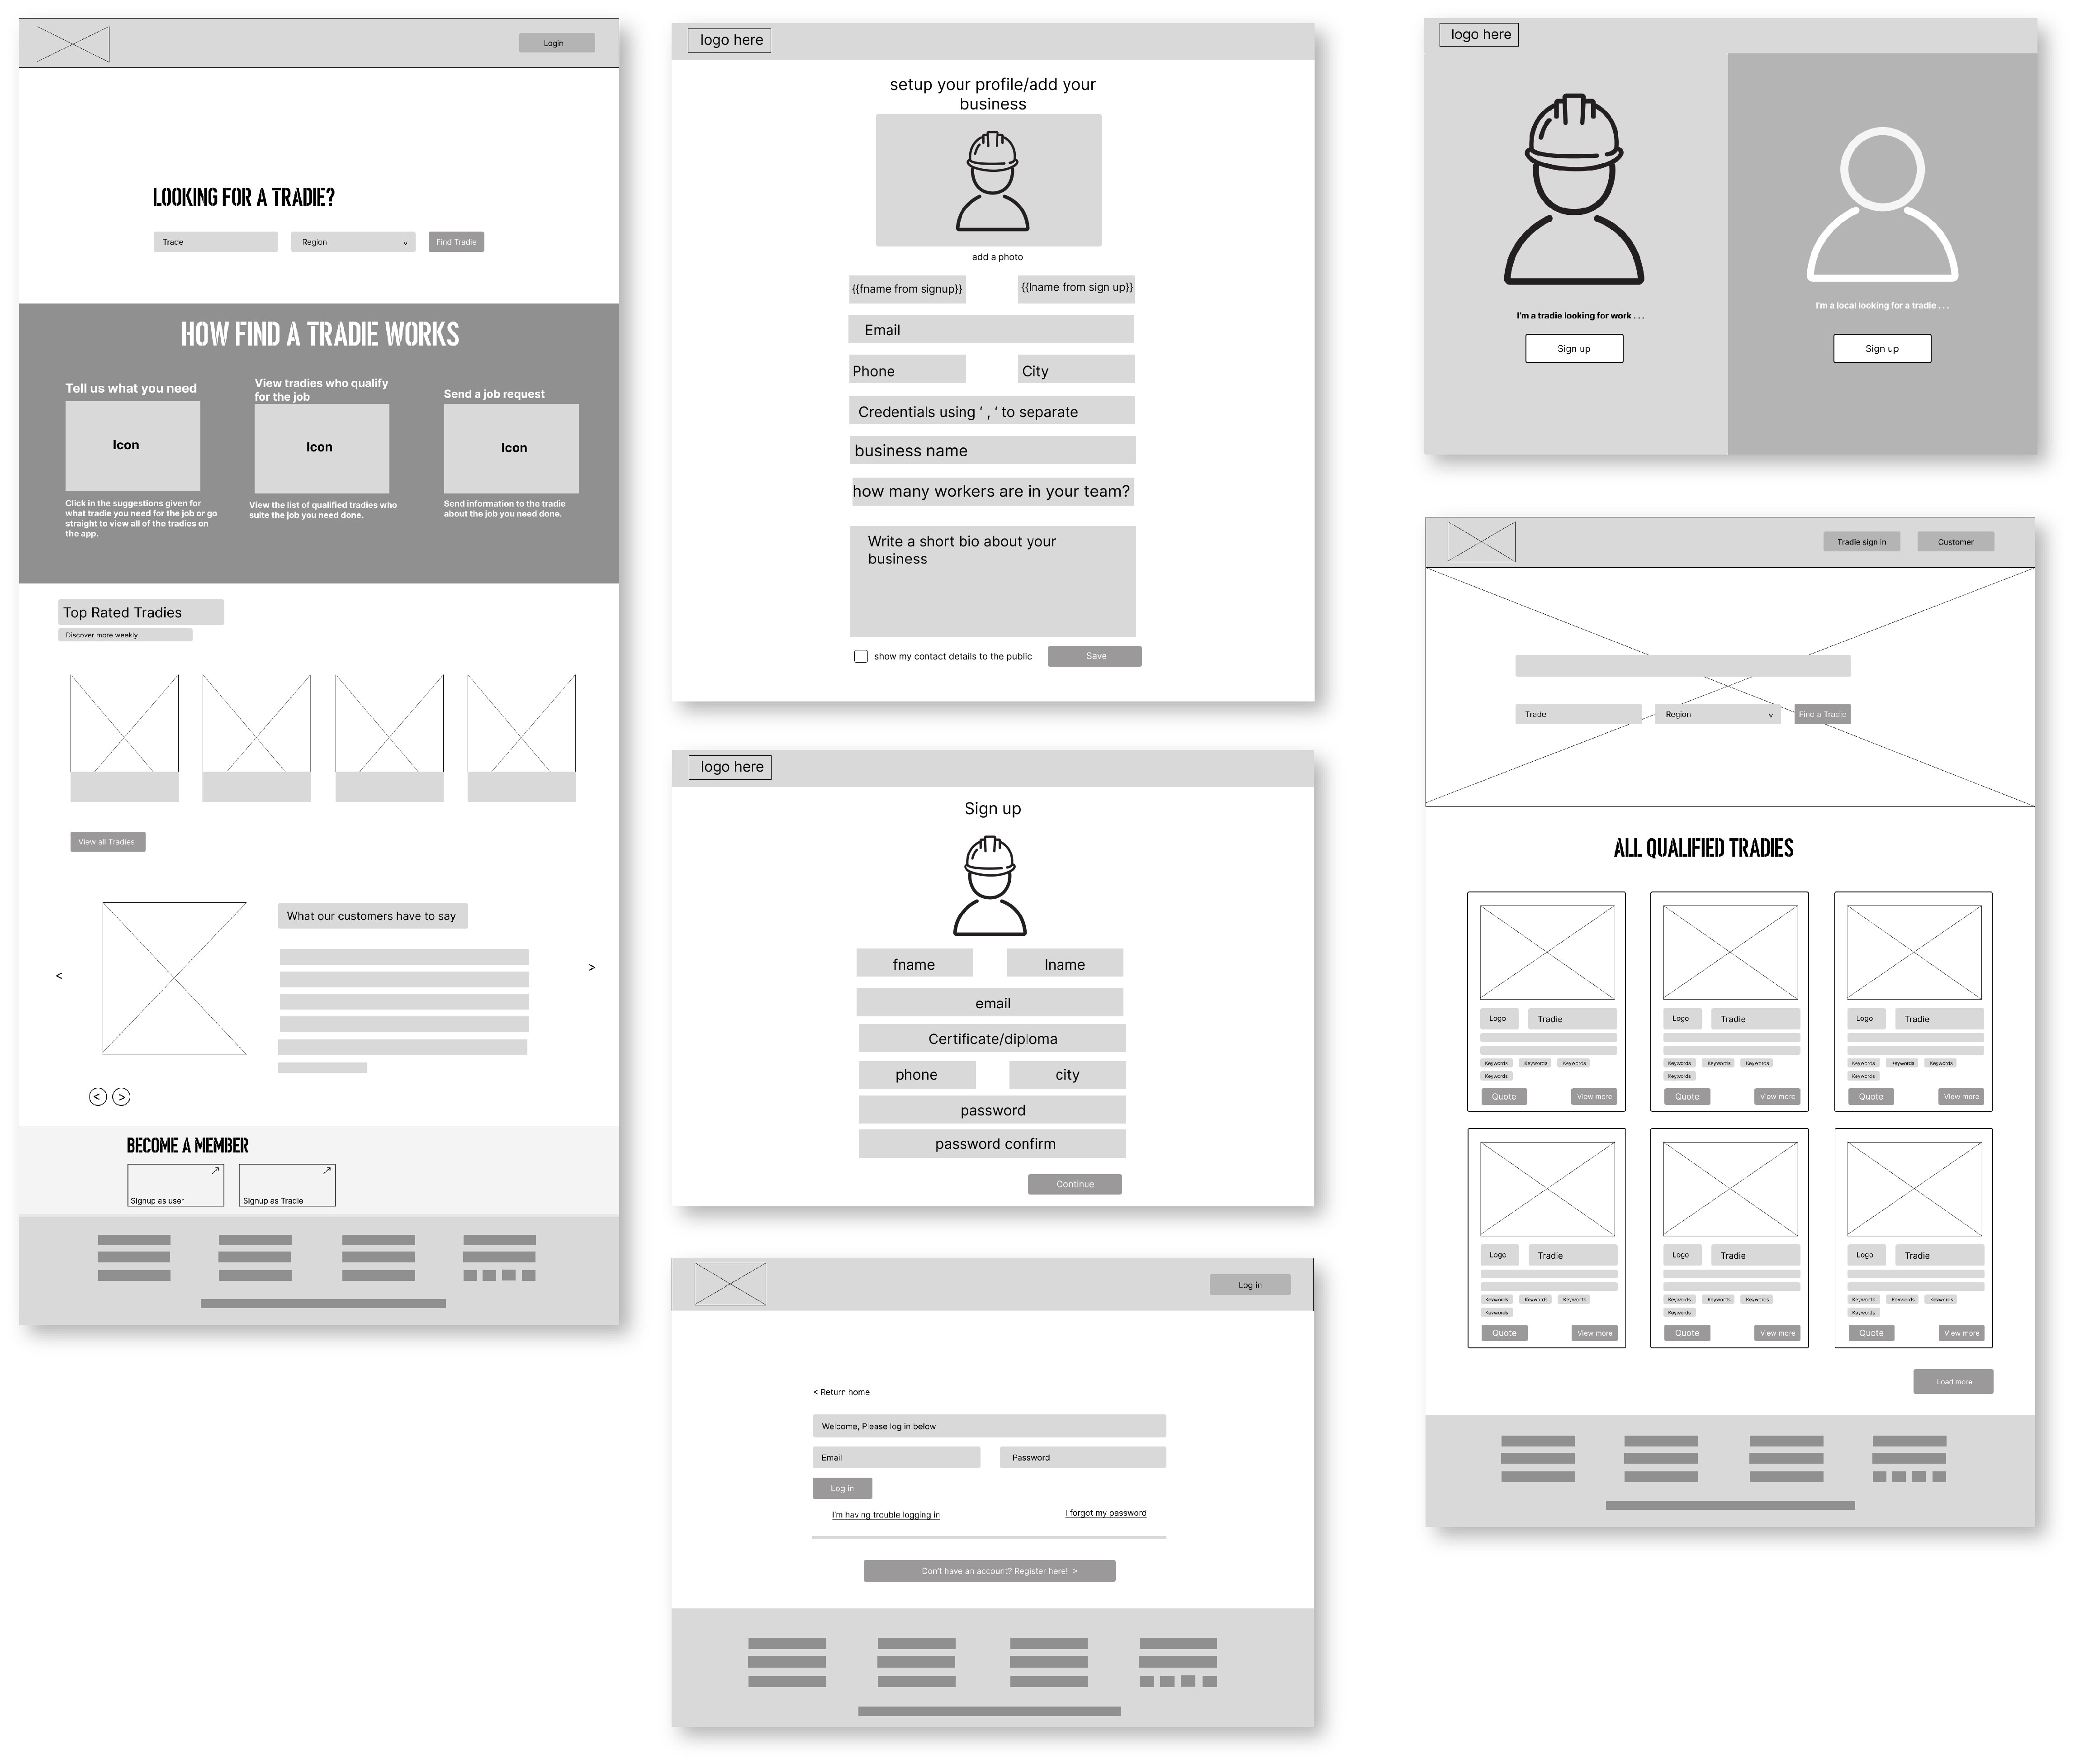 Login
LOOKING FOR A TRADIE?
Trade
Region
v
Find Tradie
HOW FIND A TRADIE WORKS
Tell us what you need
Icon
Click in the suggestions given for
what tradie you need for the job or go
straight to view all of the tradies on
the app.
View tradies who qualify
for the job
Icon
View the list of qualified tradies who
suite the job you need done.
Send a job request
Icon
Send information to the tradie
about the job you need done.
Top Rated Tradies
Discover more weekly
View all Tradies
What our customers have to say
<
>
<
>
BECOME A MEMBER
Signup as user
Signup as Tradie
logo here
setup your profile/add your
business
add a photo
{{fname from signup}}
{{lname from sign up}}
Email
Phone
City
Credentials using ‘ , ‘ to separate
business name
how many workers are in your team?
Write a short bio about your
business
show my contact details to the public
Save
logo here
Sign up
fname
lname
email
Certificate/diploma
phone
city
password
password confirm
Continue
Log in
< Return home
Welcome, Please log in below
Email
Password
Log in
I'm having trouble logging in
I forgot my password
Don't have an account? Register here! >
logo here
I'm a tradie looking for work . . .
Sign up
I'm a local looking for a tradie . . .
Sign up
Tradie sign in
Customer
Trade
Region
v
Find a Tradie
ALL QUALIFIED TRADIES
Logo
Tradie
Keywords
Keywords
Keywords
Keywords
Quote
View more
Logo
Tradie
Keywords
Keywords
Keywords
Keywords
Quote
View more
Logo
Tradie
Keywords
Keywords
Keywords
Keywords
Quote
View more
Logo
Tradie
Keywords
Keywords
Keywords
Keywords
Quote
View more
Logo
Tradie
Keywords
Keywords
Keywords
Keywords
Quote
View more
Logo
Tradie
Keywords
Keywords
Keywords
Keywords
Quote
View more
Load more